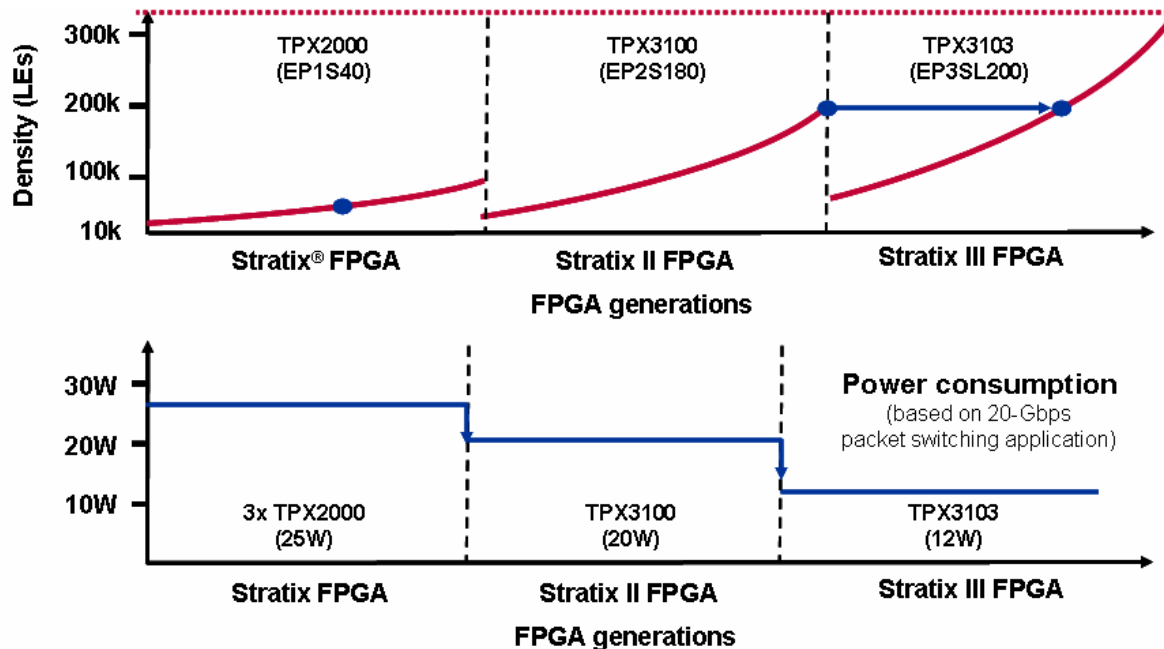 Density (LEs)
300k
200k
100k
10k
TPX2000
(EP1S40)
TPX3100
(EP2S180)
TPX3103
(EP3SL200)
Stratix® FPGA
Stratix II FPGA
Stratix III FPGA
FPGA generations
30W
20W
10W
Power consumption
(based on 20-Gbps
packet switching application)
3x TPX2000
(25W)
TPX3100
(20W)
TPX3103
(12W)
Stratix FPGA
Stratix II FPGA
Stratix III FPGA
FPGA generations